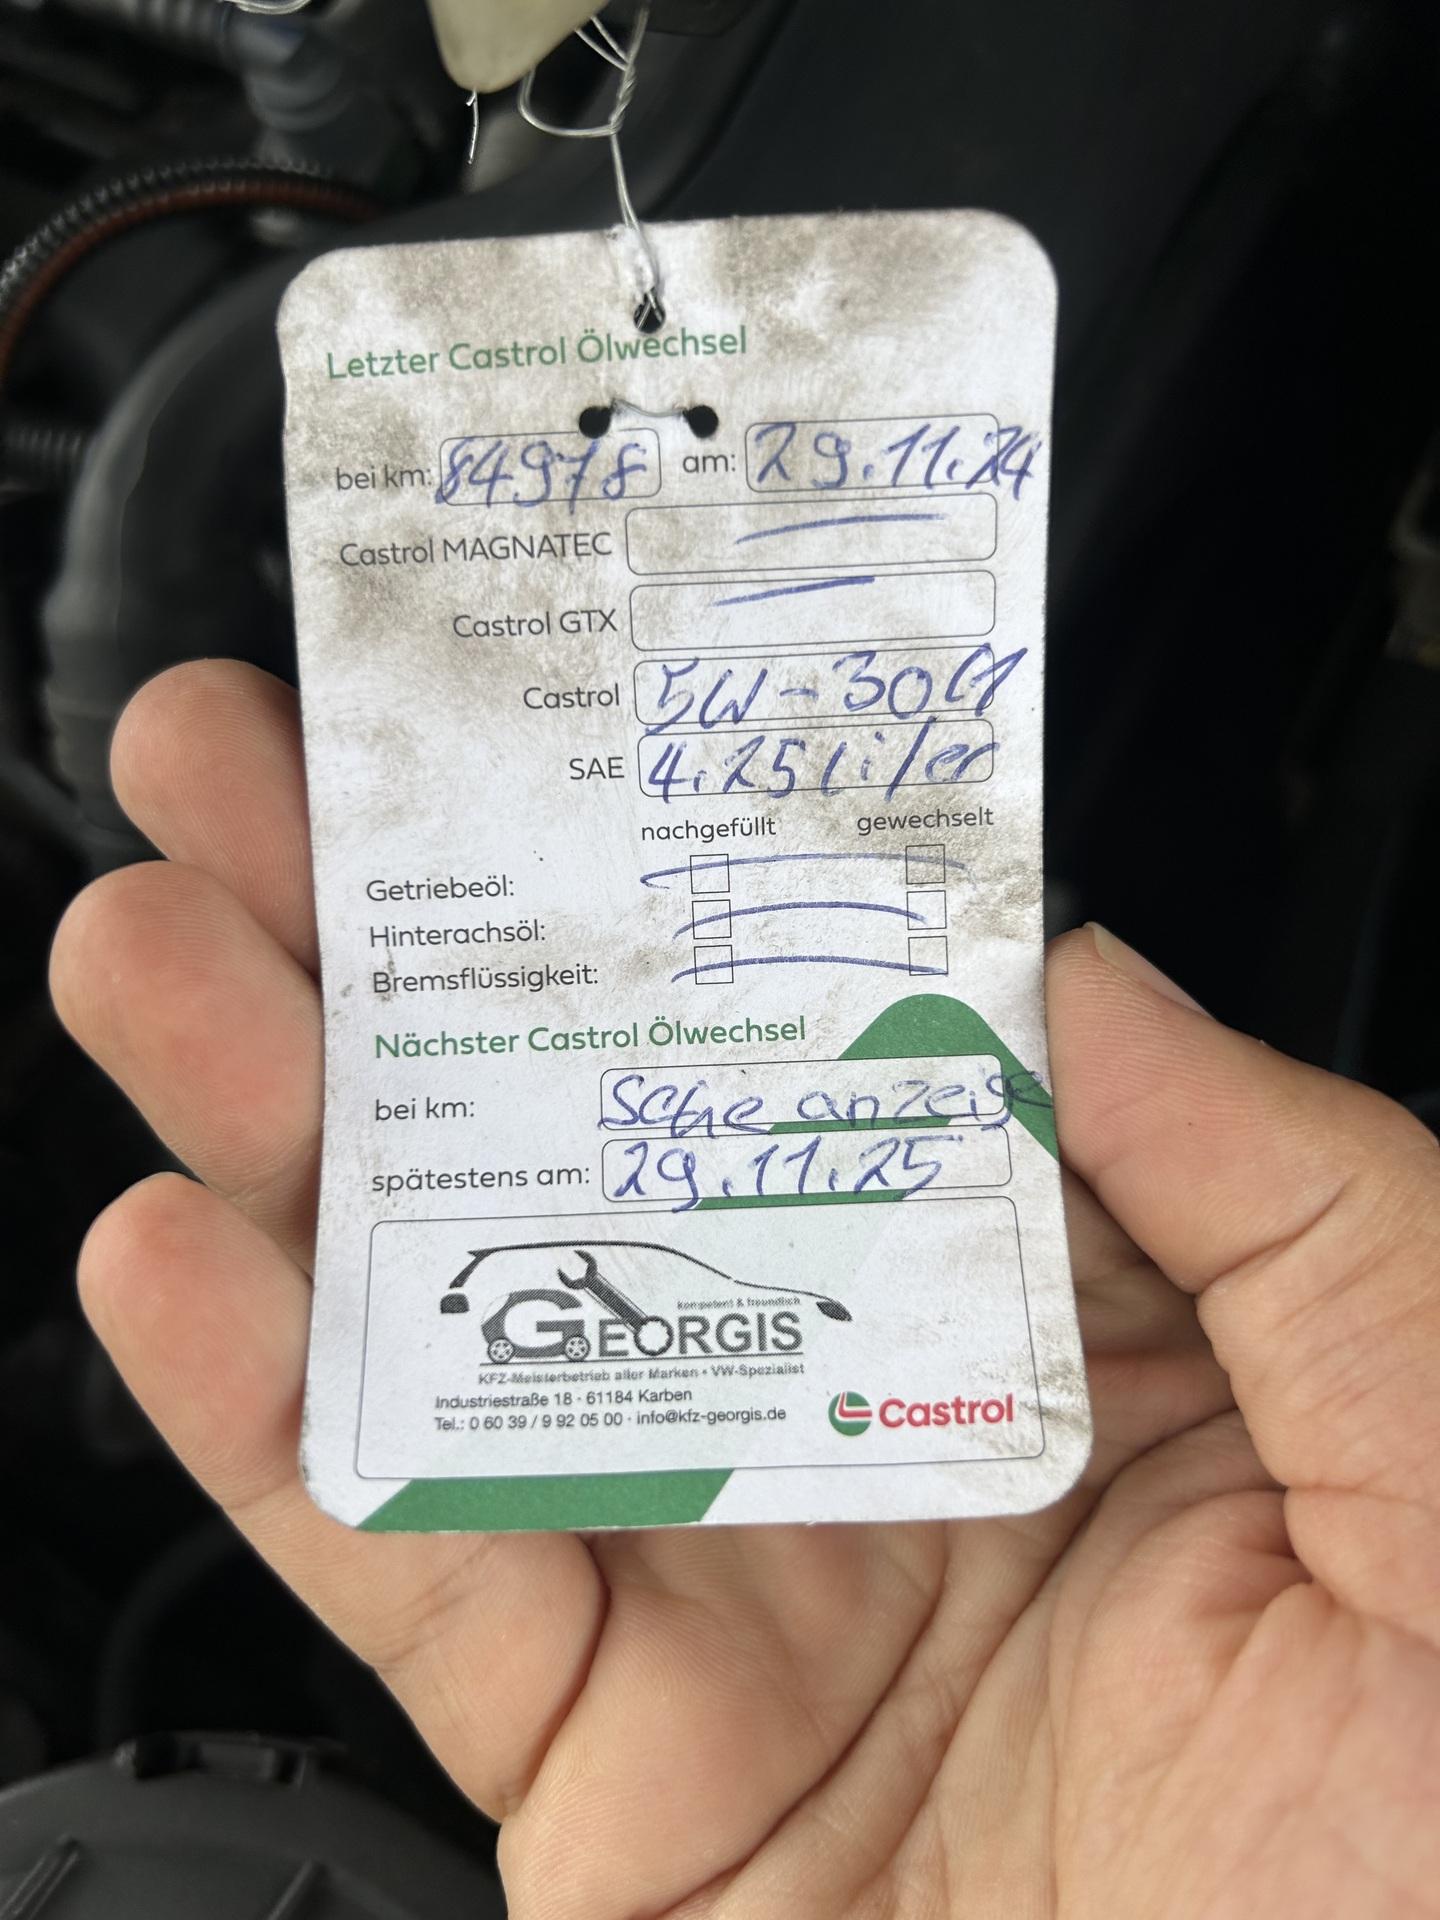 Letzter Castrol Ölwechsel
bei km: 84978 am: 29.11.24
Castrol MAGNATEC
Castrol GTX
Castrol 5W-30
SAE 4.25 liter
nachgefüllt gewechselt
Getriebeöl:
Hinterachsöl:
Bremsflüssigkeit:
Nächster Castrol Ölwechsel
bei km: anzeige
spätestens am: 29.11.25
kompetent & freundlich
GEORGIS
KFZ-Meisterbetrieb aller Marken • VW-Spezialist
Industriestraße 18 · 61184 Karben
Tel.: 0 60 39 / 9 92 05 00 · info@kfz-georgis.de
Castrol